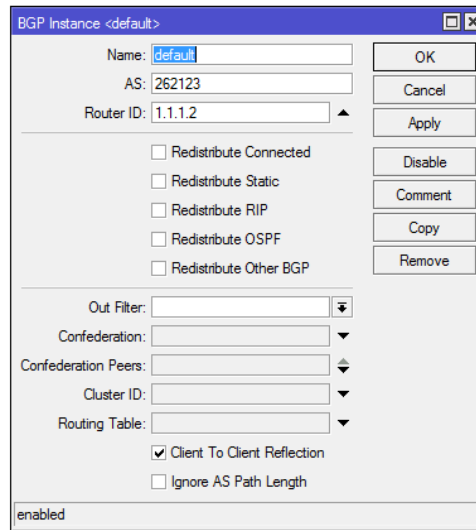 BGP Instance <default>
Name: default
AS: 262123
Router ID: 1.1.1.2
Redistribute Connected
Redistribute Static
Redistribute RIP
Redistribute OSPF
Redistribute Other BGP
Out Filter:
Confederation:
Confederation Peers:
Cluster ID:
Routing Table:
Client To Client Reflection
Ignore AS Path Length
OK
Cancel
Apply
Disable
Comment
Copy
Remove
enabled